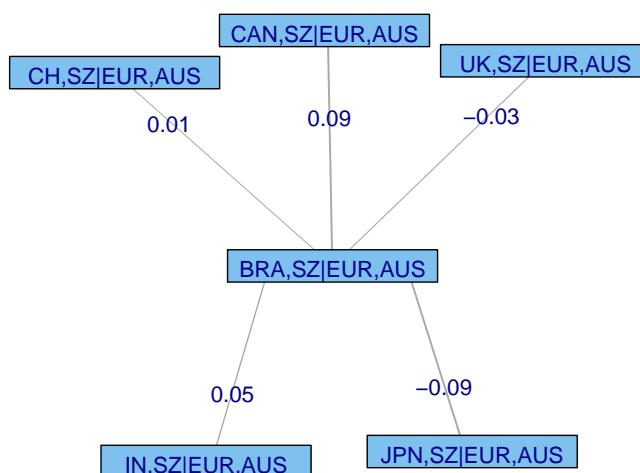 CAN,SZ|EUR,AUS
CH,SZ|EUR,AUS
UK,SZ|EUR,AUS
0.01
0.09
−0.03
BRA,SZ|EUR,AUS
0.05
−0.09
IN,SZ|EUR,AUS
JPN,SZ|EUR,AUS